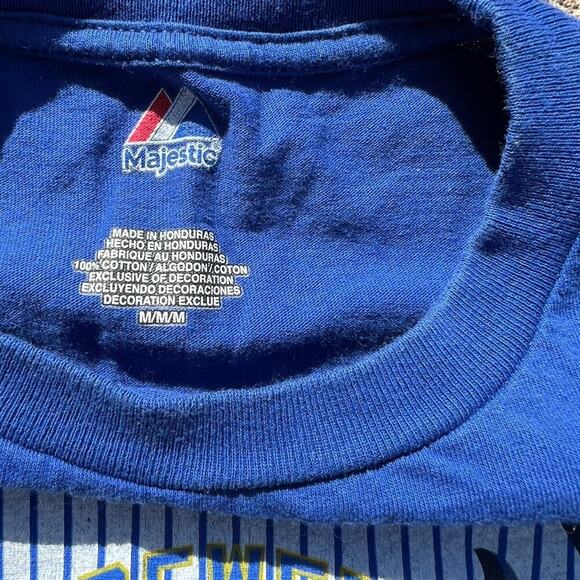 Majestic
MADE IN HONDURAS
HECHO EN HONDURAS
FABRIQUE AU HONDURAS
100% COTTON / ALGODON / COTON
EXCLUSIVE OF DECORATION
EXCLUYENDO DECORACIONES
DECORATION EXCLUE
M/M/M